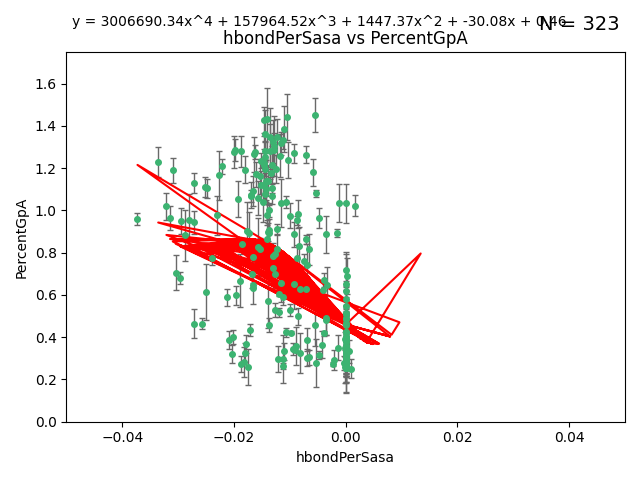 y = 3006690.34x^4 + 157964.52x^3 + 1447.37x^2 + -30.08x + 0.46
N = 323
hbondPerSasa vs PercentGpA
PercentGpA
1.6
1.4
1.2
1.0
0.8
0.6
0.4
0.2
0.0
−0.04 −0.02 0.00 0.02 0.04
hbondPerSasa